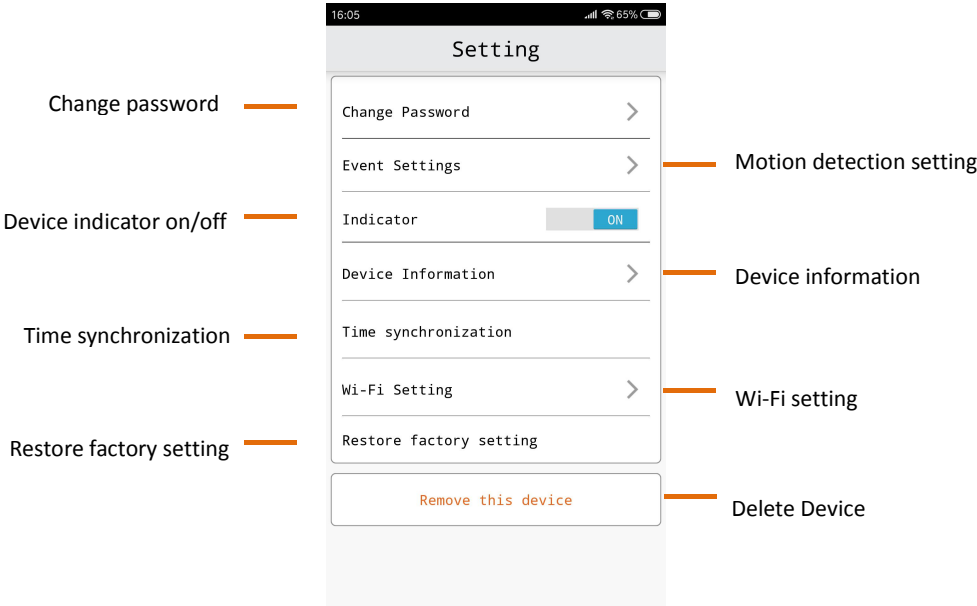 16:05
65%
Setting
Change password
Change Password
Event Settings
Motion detection setting
Device indicator on/off
Indicator
ON
Device Information
Device information
Time synchronization
Time synchronization
Wi-Fi Setting
Wi-Fi setting
Restore factory setting
Restore factory setting
Remove this device
Delete Device